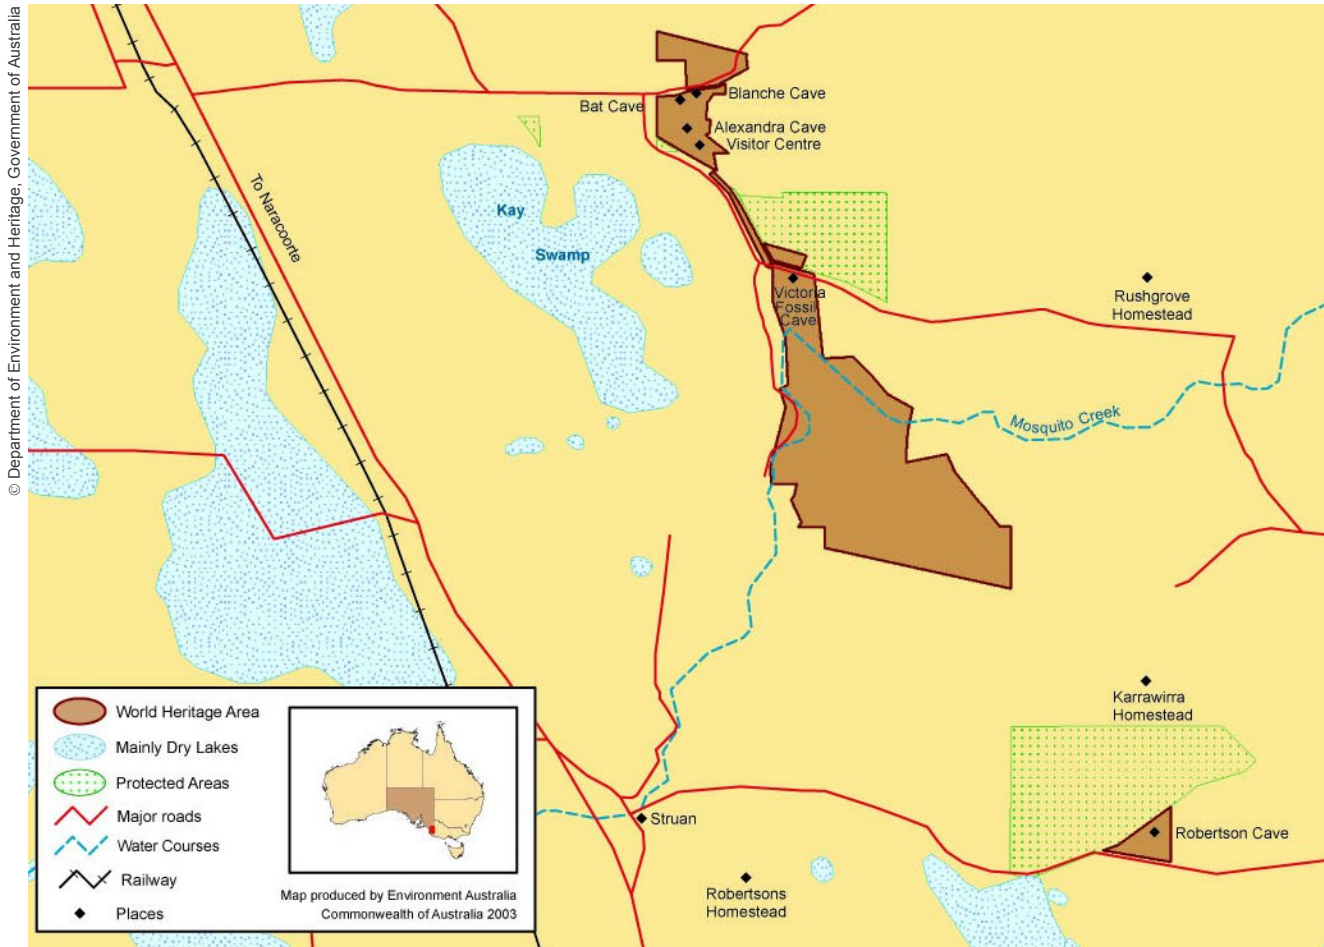 © Department of Environment and Heritage, Government of Australia
Bat Cave
Blanche Cave
Alexandra Cave
Visitor Centre
To Naracoorte
Kay
Swamp
Victoria
Fossil
Cave
Rushgrove
Homestead
Mosquito Creek
Karrawirra
Homestead
Robertson Cave
Struan
Robertsons
Homestead
World Heritage Area
Mainly Dry Lakes
Protected Areas
Major roads
Water Courses
Railway
Places
Map produced by Environment Australia
Commonwealth of Australia 2003